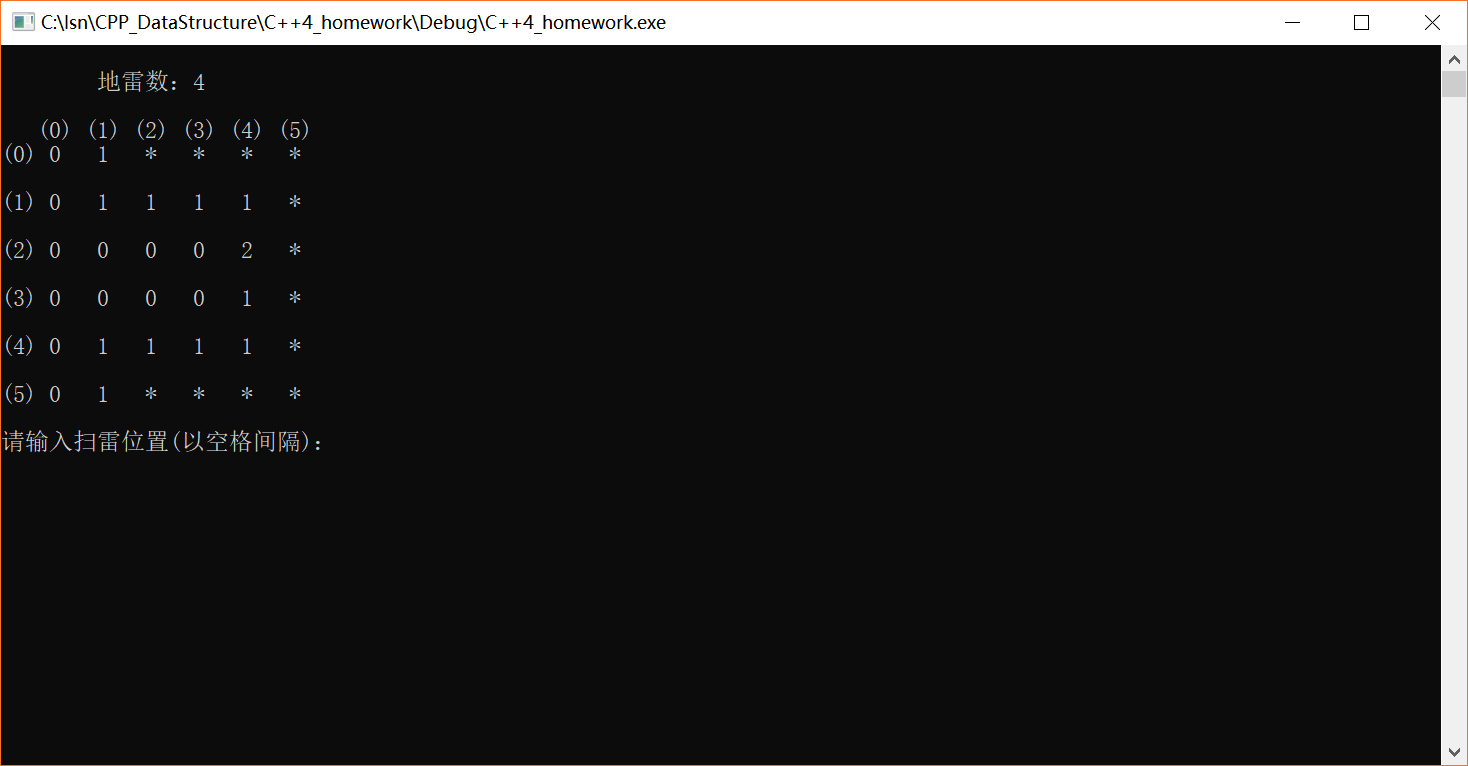 C:\lsn\CPP_DataStructure\C++4_homework\Debug\C++4_homework.exe
地雷数：4
(0) (1) (2) (3) (4) (5)
(0) 0 1 * * * *
(1) 0 1 1 1 1 *
(2) 0 0 0 0 2 *
(3) 0 0 0 0 1 *
(4) 0 1 1 1 1 *
(5) 0 1 * * * *
请输入扫雷位置(以空格间隔)：